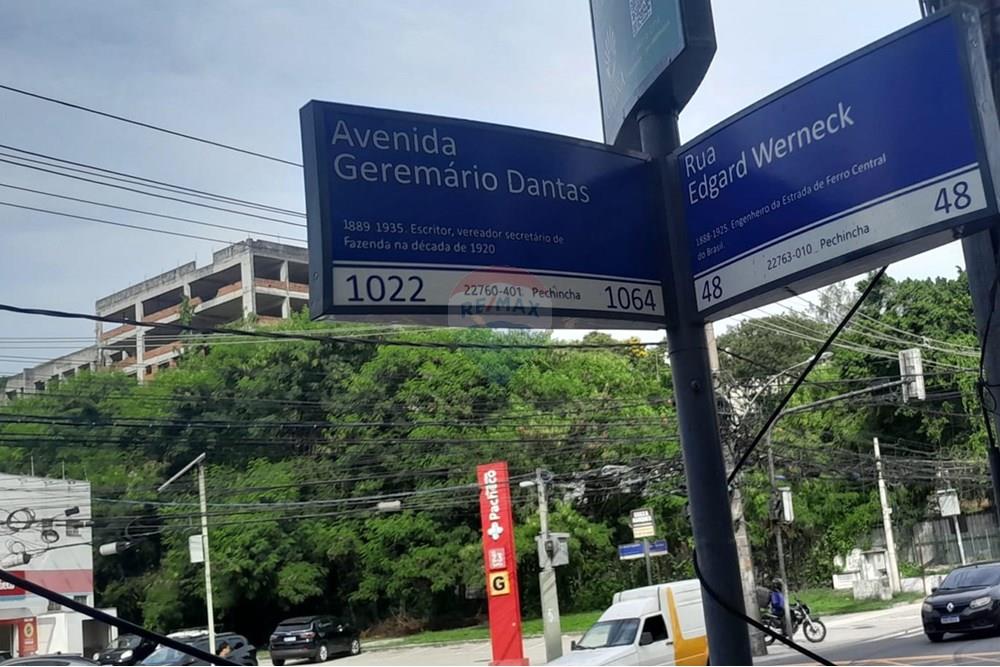 Avenida
Geremário Dantas
1889 1935. Escritor, vereador secretário de
Fazenda na década de 1920
1022 22760-401 Pechincha 1064
RE/MAX
Rua
Edgard Werneck
1888-1925. Engenheiro da Estrada de Ferro Central
do Brasil.
48 22763-010 Pechincha 48
Pacheco
G